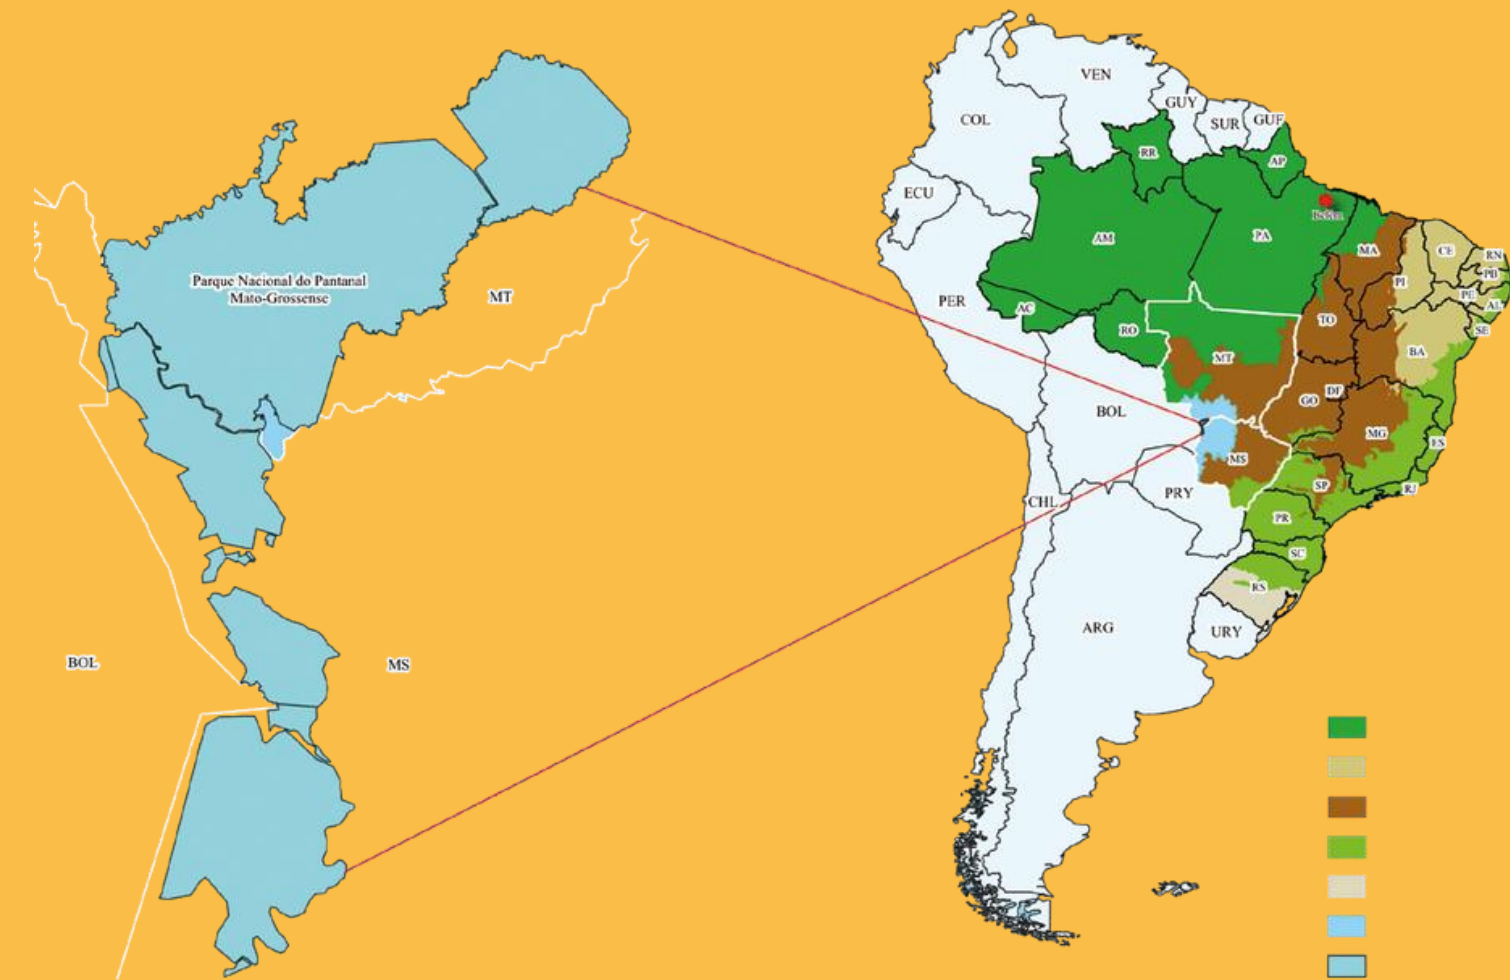 Parque Nacional do Pantanal
Mato-Grossense
MT
BOL
MS
VEN
COL
GUY
SUR
GUF
ECU
RR
AP
Belém
AM
PA
MA
CE
RN
PI
PB
PE
AL
SE
PER
AC
RO
TO
MT
BA
BOL
GO
DF
MG
ES
MS
SP
RJ
CHL
PRY
PR
SC
RS
ARG
URY